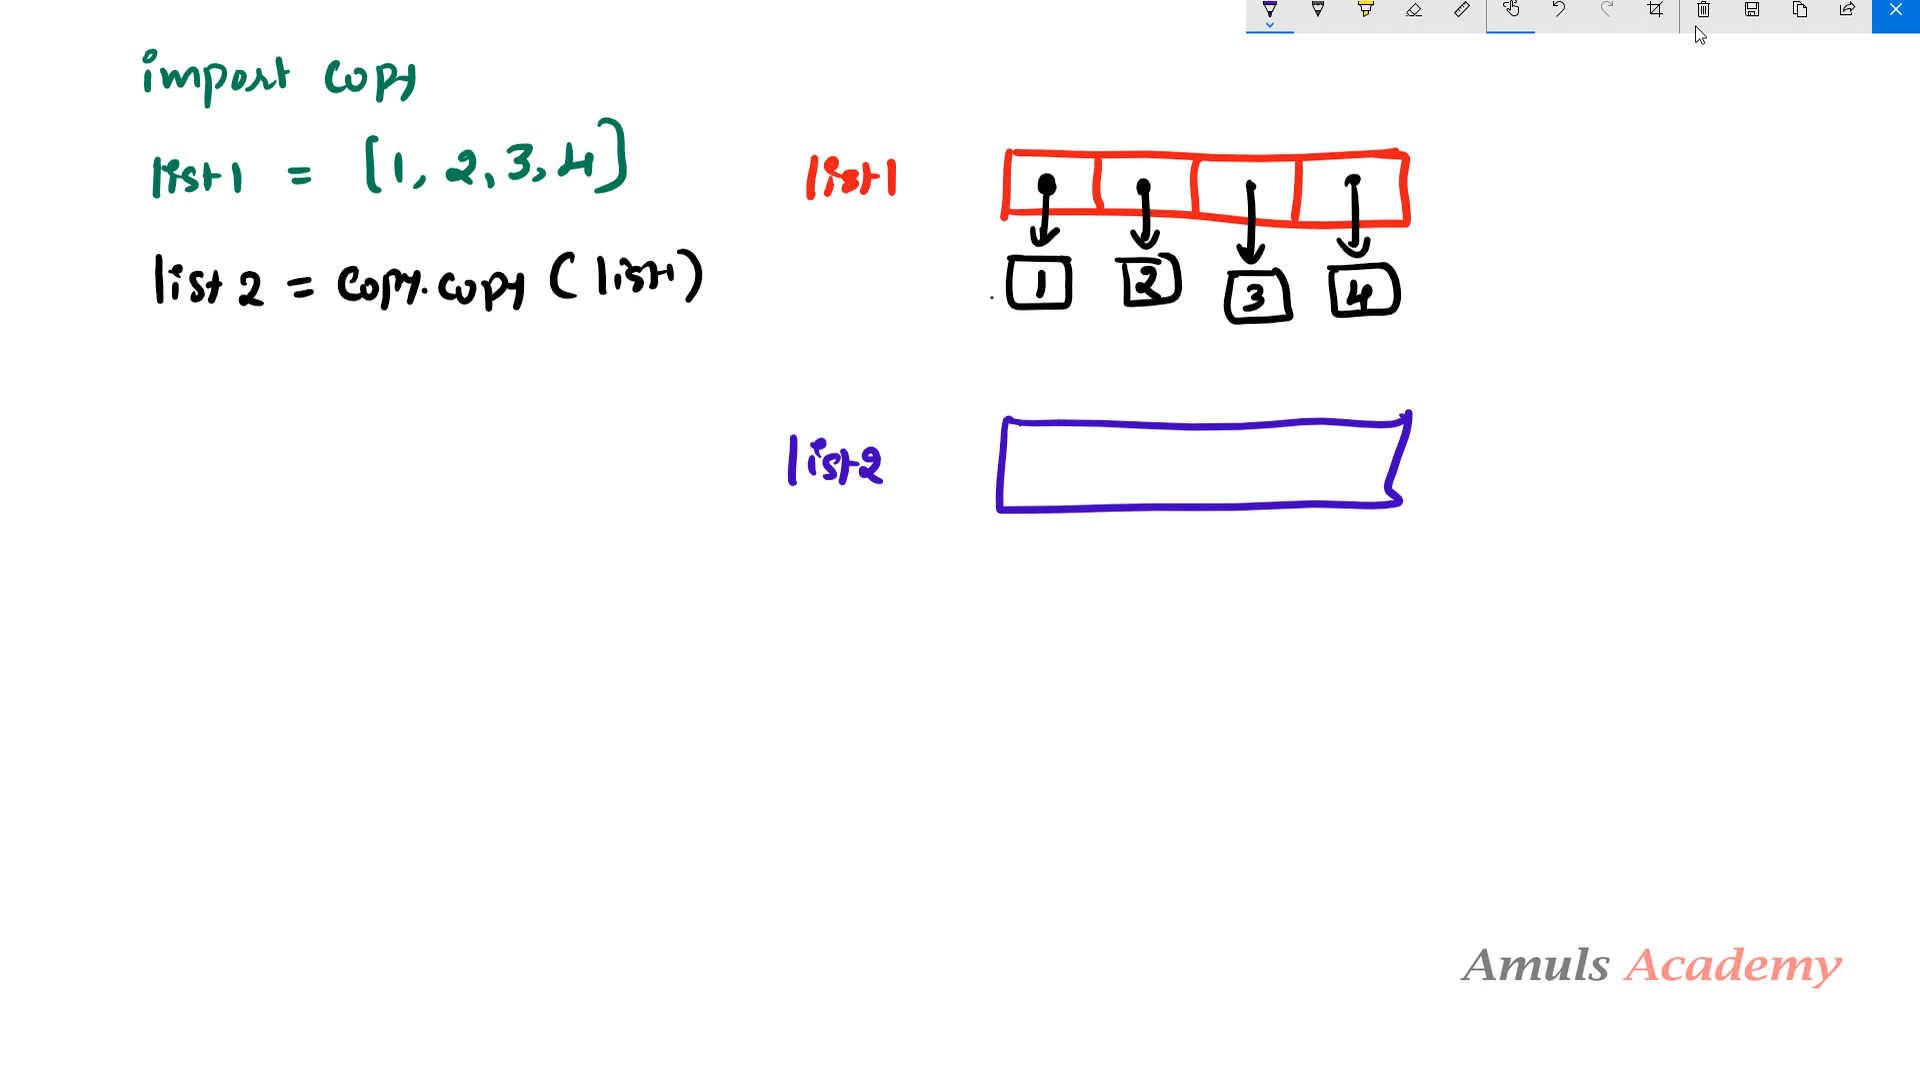 import copy
list1 = [1, 2, 3, 4]
list2 = copy.copy(list1)
list1
1 2 3 4
list2
Amuls Academy